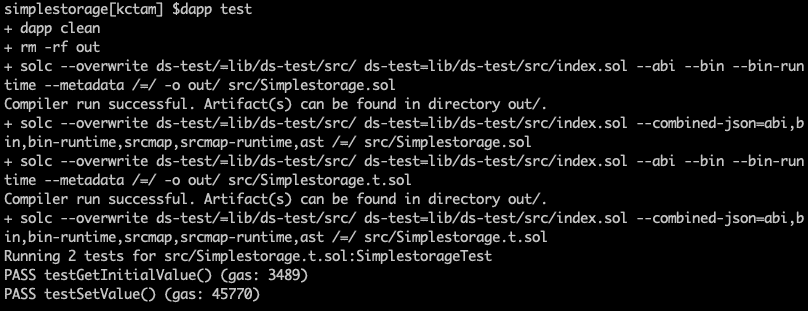 simplestorage[kctam] $dapp test
+ dapp clean
+ rm -rf out
+ solc --overwrite ds-test/=lib/ds-test/src/ ds-test=lib/ds-test/src/index.sol --abi --bin --bin-run
time --metadata /=/ -o out/ src/Simplestorage.sol
Compiler run successful. Artifact(s) can be found in directory out/.
+ solc --overwrite ds-test/=lib/ds-test/src/ ds-test=lib/ds-test/src/index.sol --combined-json=abi,b
in,bin-runtime,srcmap,srcmap-runtime,ast /=/ src/Simplestorage.sol
+ solc --overwrite ds-test/=lib/ds-test/src/ ds-test=lib/ds-test/src/index.sol --abi --bin --bin-run
time --metadata /=/ -o out/ src/Simplestorage.t.sol
Compiler run successful. Artifact(s) can be found in directory out/.
+ solc --overwrite ds-test/=lib/ds-test/src/ ds-test=lib/ds-test/src/index.sol --combined-json=abi,b
in,bin-runtime,srcmap,srcmap-runtime,ast /=/ src/Simplestorage.t.sol
Running 2 tests for src/Simplestorage.t.sol:SimplestorageTest
PASS testGetInitialValue() (gas: 3489)
PASS testSetValue() (gas: 45770)